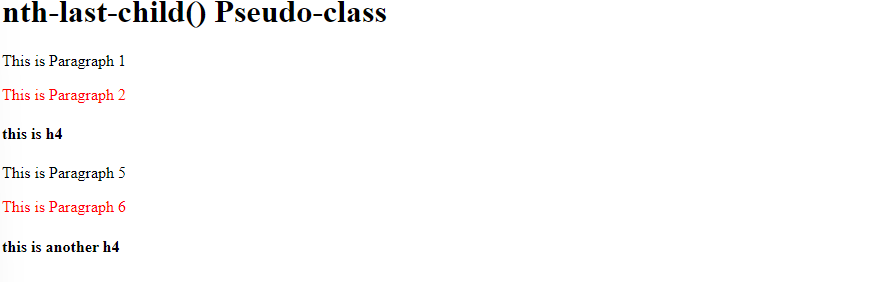 nth-last-child() Pseudo-class
This is Paragraph 1
This is Paragraph 2
this is h4
This is Paragraph 5
This is Paragraph 6
this is another h4